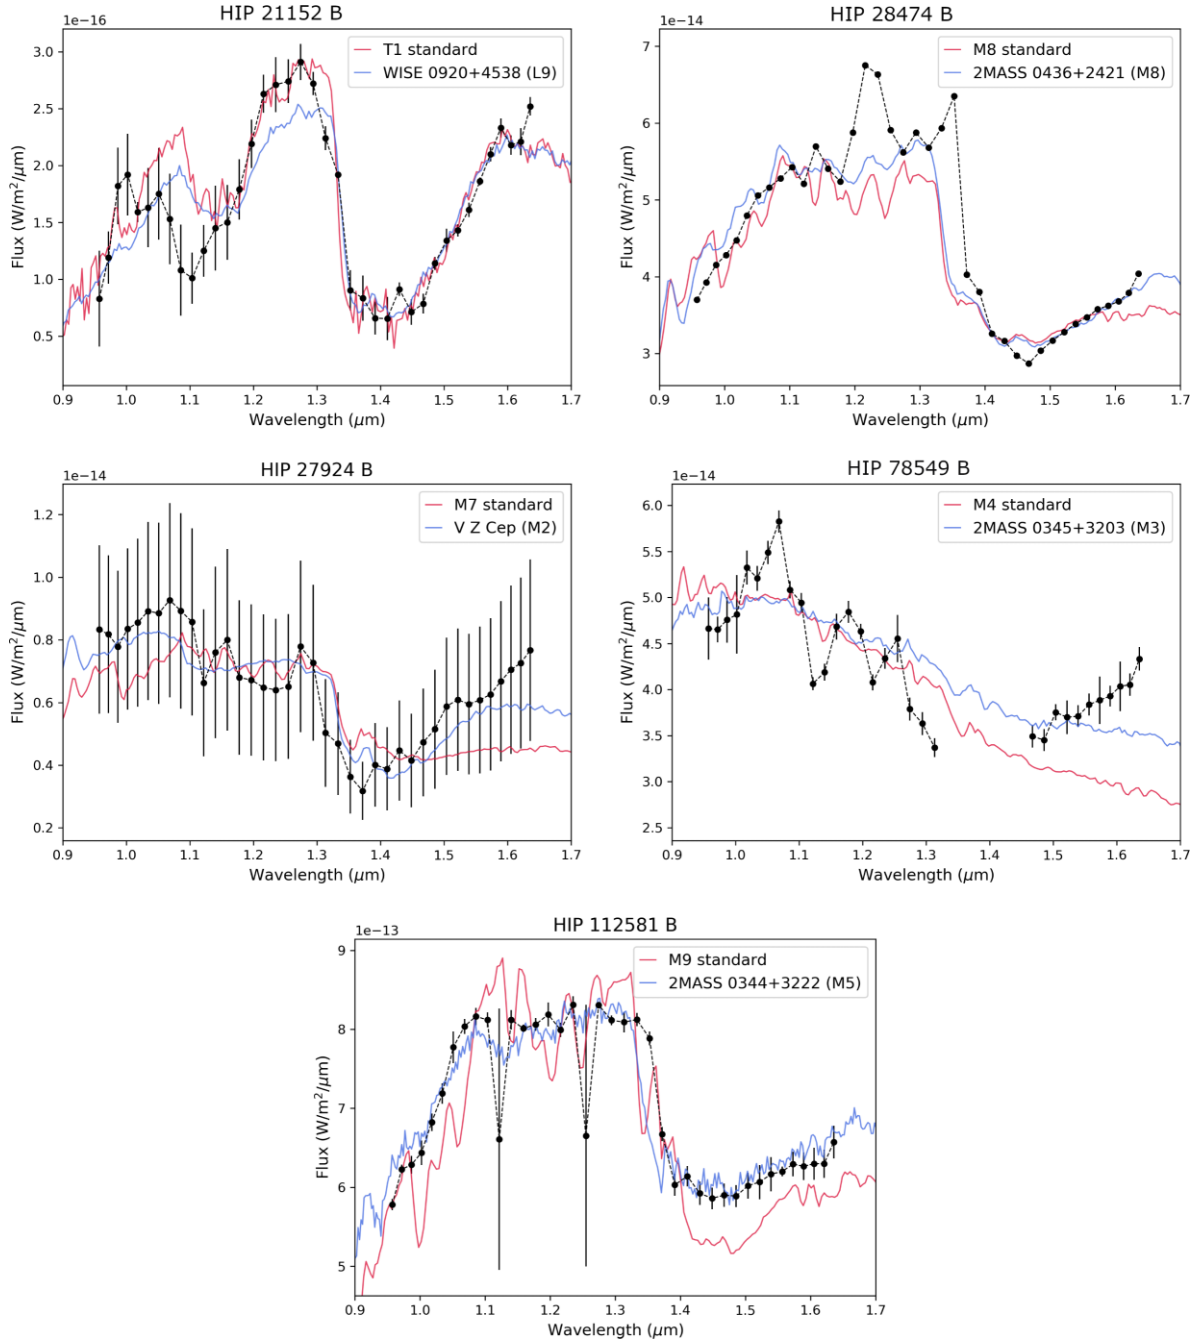 HIP 21152 B
1e−16
T1 standard
WISE 0920+4538 (L9)
Flux (W/m²/μm)
3.0
2.5
2.0
1.5
1.0
0.5
0.9 1.0 1.1 1.2 1.3 1.4 1.5 1.6 1.7
Wavelength (μm)
HIP 28474 B
1e−14
M8 standard
2MASS 0436+2421 (M8)
Flux (W/m²/μm)
7
6
5
4
3
0.9 1.0 1.1 1.2 1.3 1.4 1.5 1.6 1.7
Wavelength (μm)
HIP 27924 B
1e−14
M7 standard
V Z Cep (M2)
Flux (W/m²/μm)
1.2
1.0
0.8
0.6
0.4
0.2
0.9 1.0 1.1 1.2 1.3 1.4 1.5 1.6 1.7
Wavelength (μm)
HIP 78549 B
1e−14
M4 standard
2MASS 0345+3203 (M3)
Flux (W/m²/μm)
6.0
5.5
5.0
4.5
4.0
3.5
3.0
2.5
0.9 1.0 1.1 1.2 1.3 1.4 1.5 1.6 1.7
Wavelength (μm)
HIP 112581 B
1e−13
M9 standard
2MASS 0344+3222 (M5)
Flux (W/m²/μm)
9
8
7
6
5
0.9 1.0 1.1 1.2 1.3 1.4 1.5 1.6 1.7
Wavelength (μm)